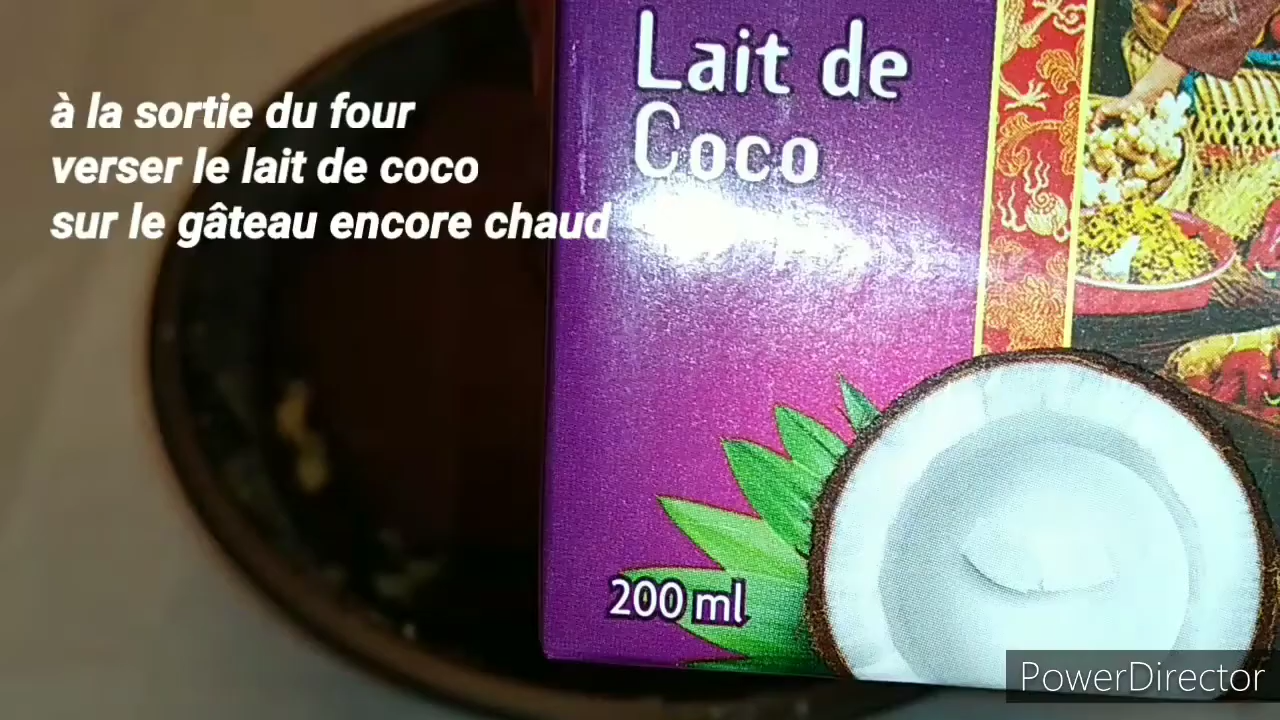 à la sortie du four
verser le lait de coco
sur le gâteau encore chaud
Lait de
Coco
200 ml
PowerDirector